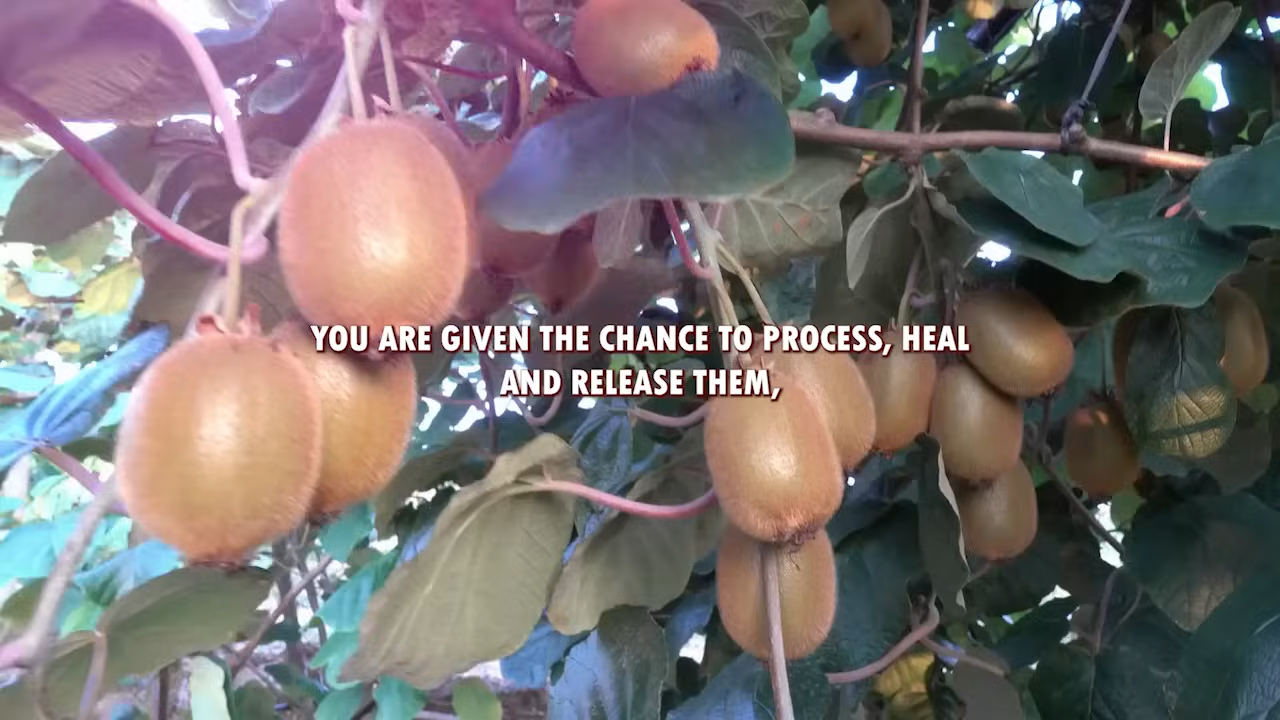 YOU ARE GIVEN THE CHANCE TO PROCESS, HEAL
AND RELEASE THEM,